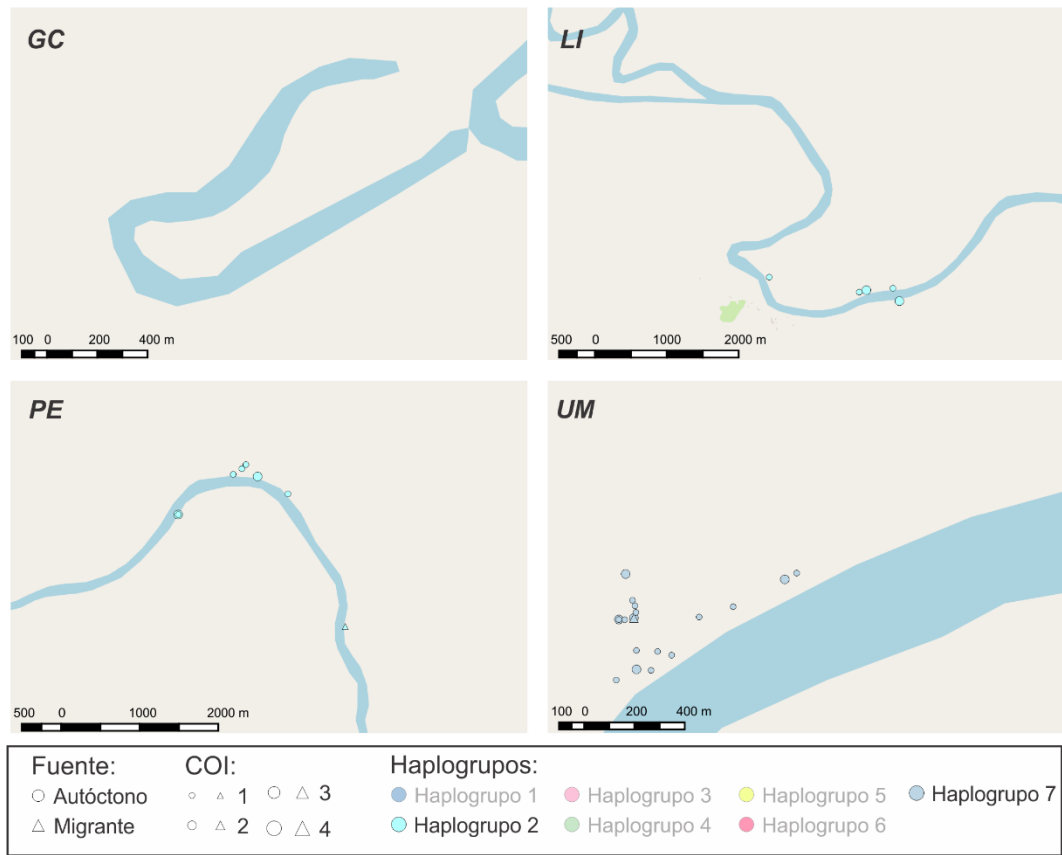 GC
100 0 200 400 m
LI
500 0 1000 2000 m
PE
500 0 1000 2000 m
UM
100 0 200 400 m
Fuente:
Autóctono
Migrante
COI:
1
2
3
4
Haplogrupos:
Haplogrupo 1
Haplogrupo 2
Haplogrupo 3
Haplogrupo 4
Haplogrupo 5
Haplogrupo 6
Haplogrupo 7